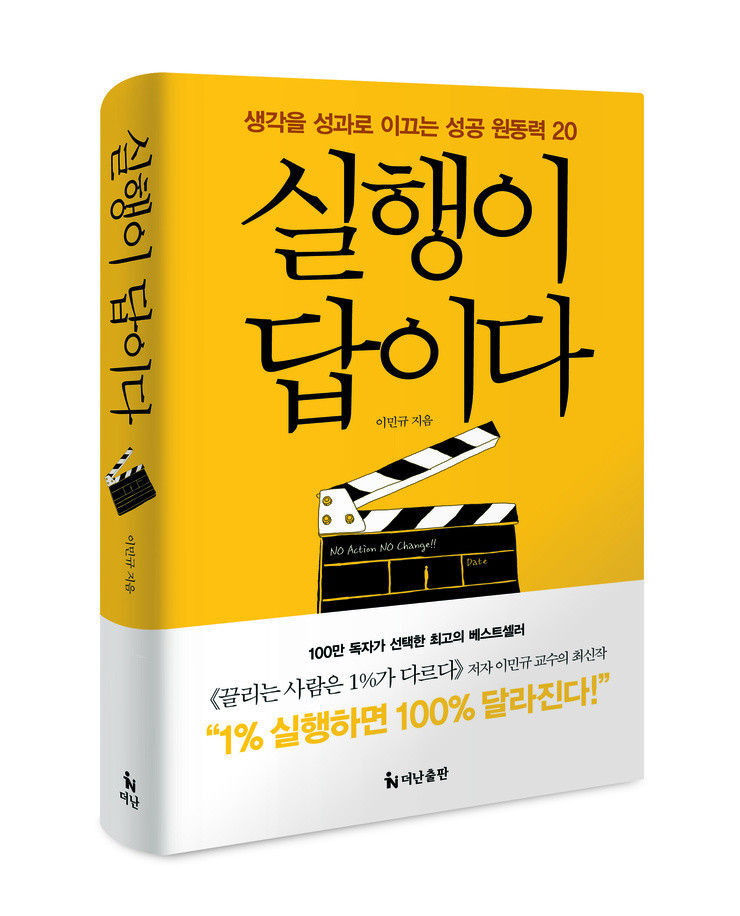 생각을 성과로 이끄는 성공 원동력 20
실행이
답이다
이민규 지음
NO Action NO Change!!
Date
100만 독자가 선택한 최고의 베스트셀러
《끌리는 사람은 1%가 다르다》 저자 이민규 교수의 최신작
“1% 실행하면 100% 달라진다!”
더난출판
실행이 답이다
이민규 지음
더난